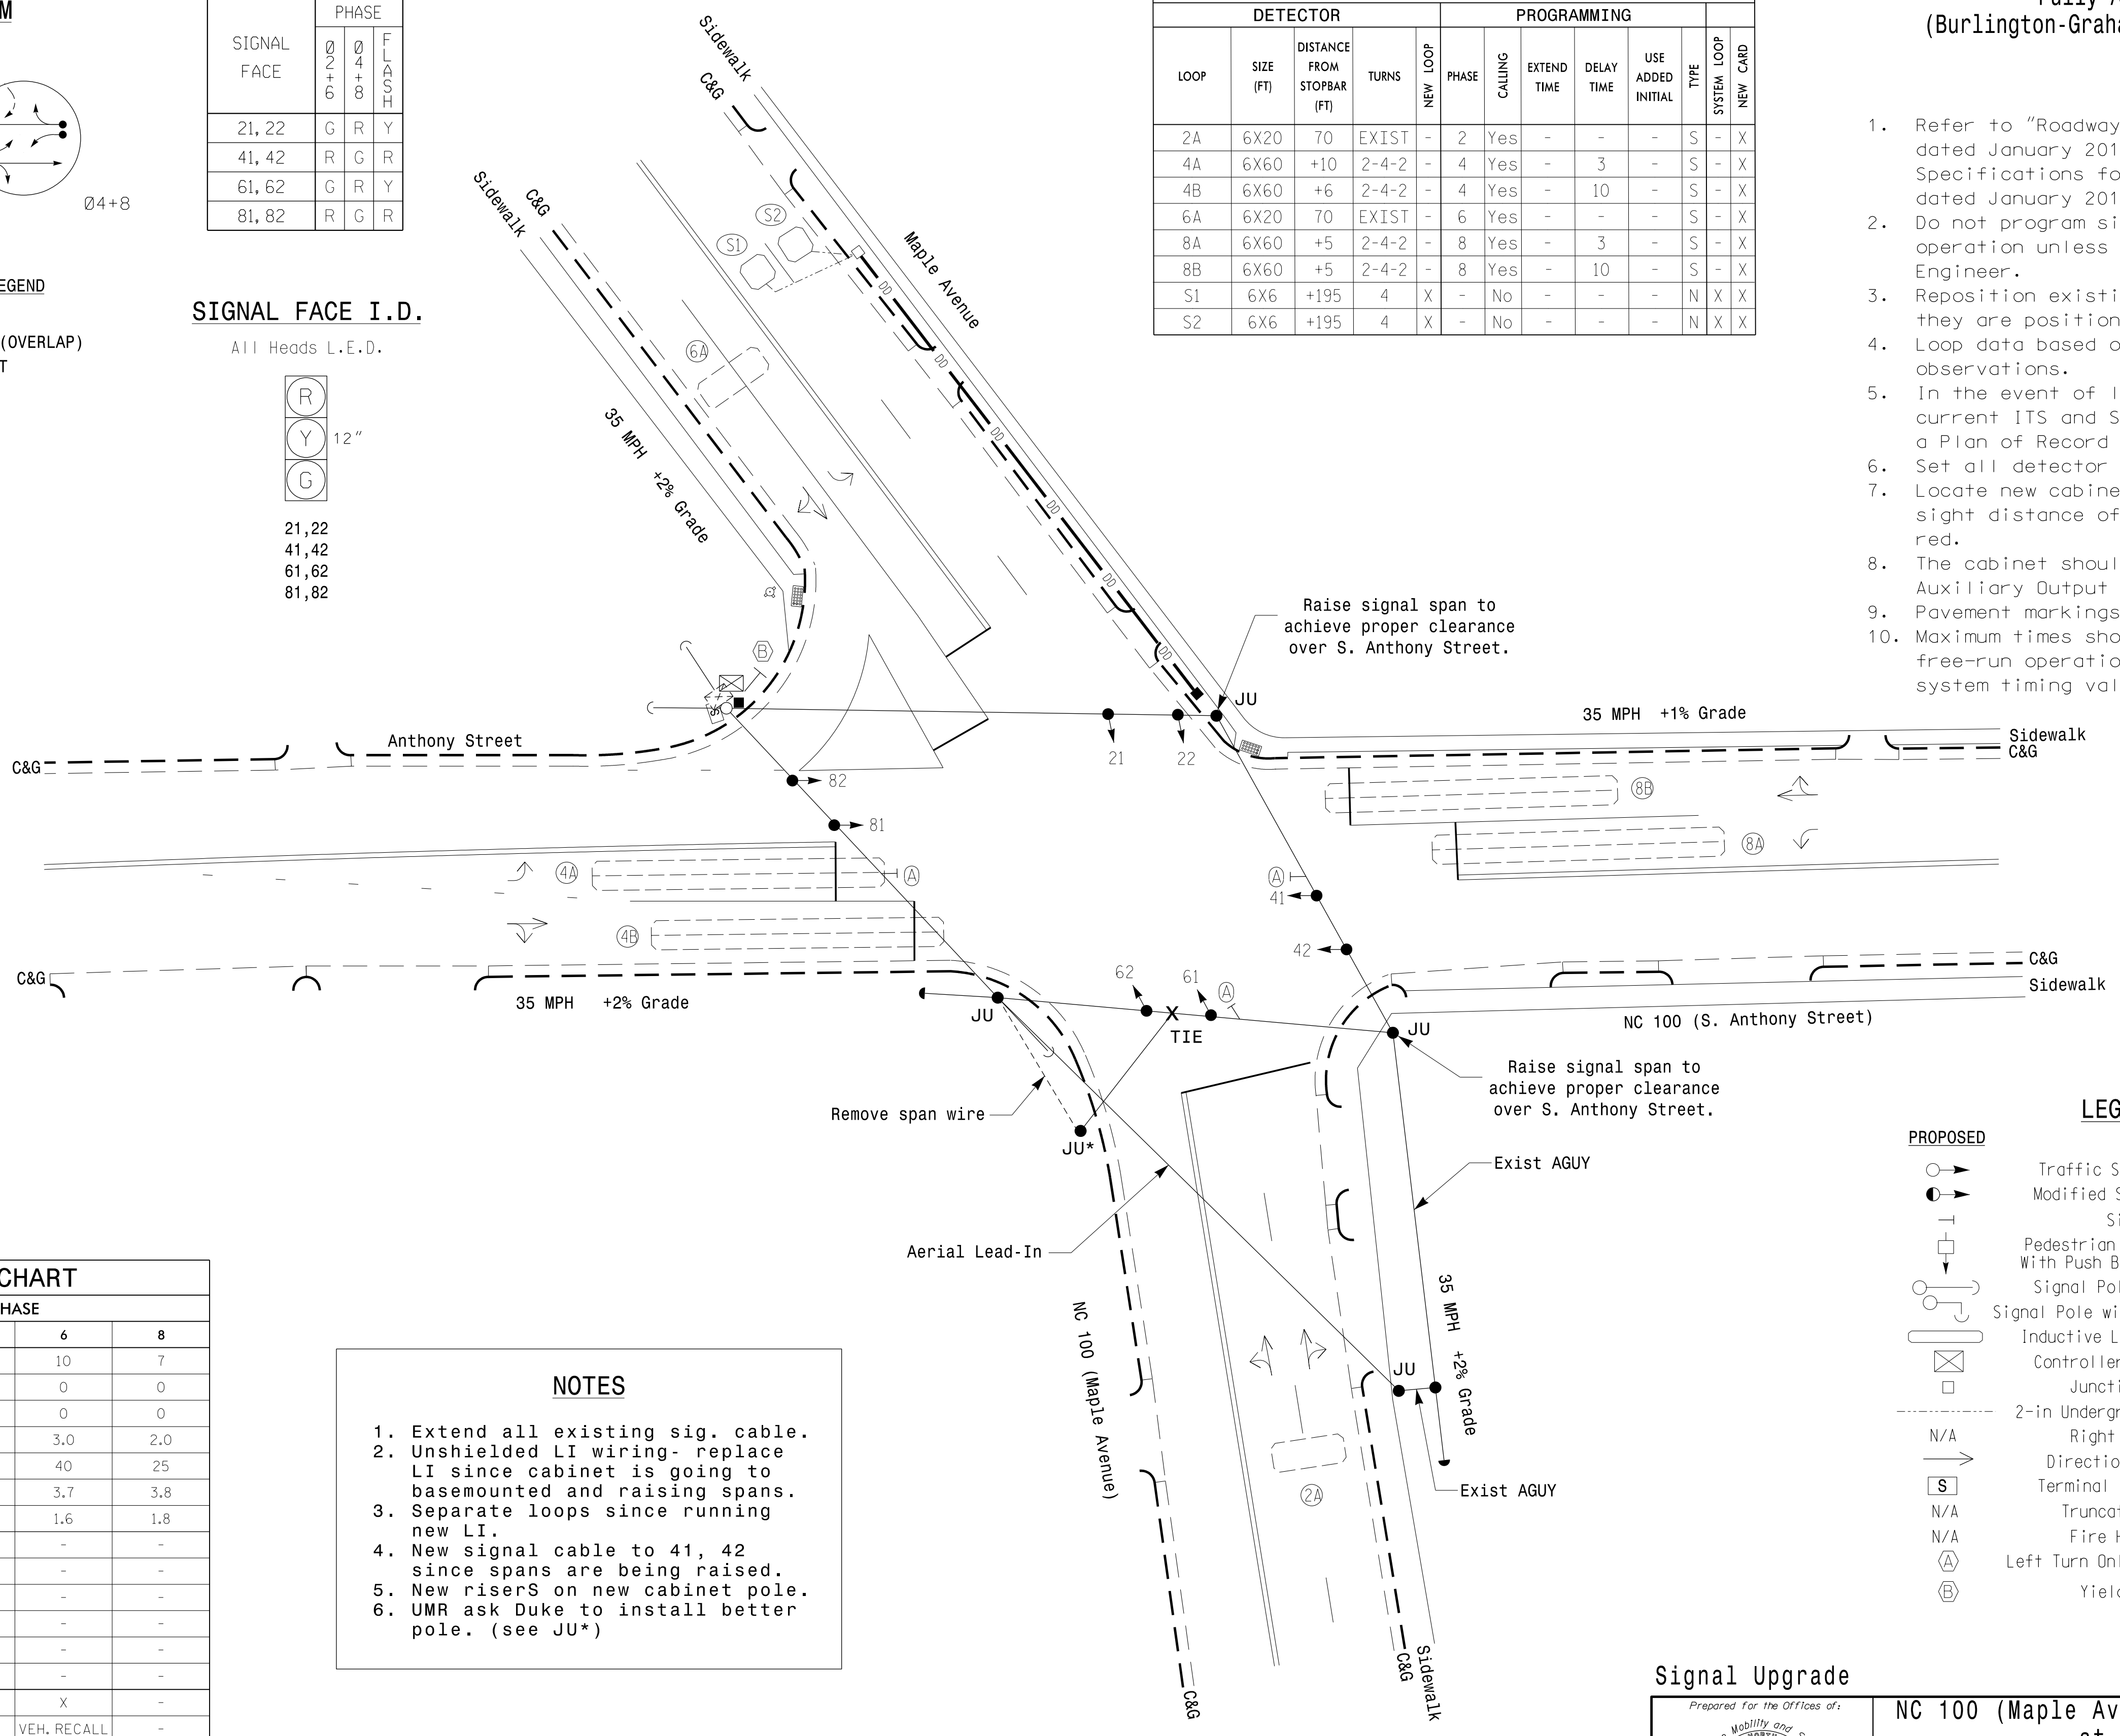 M
PHASE
SIGNAL FACE
Ø2+6
Ø4+8
FLASH
21,22 G R Y
41,42 R G R
61,62 G R Y
81,82 R G R
Ø4+8
EGEND
(OVERLAP)
T
SIGNAL FACE I.D.
All Heads L.E.D.
R
Y 12"
G
21,22
41,42
61,62
81,82
DETECTOR PROGRAMMING
LOOP SIZE (FT) DISTANCE FROM STOPBAR (FT) TURNS NEW LOOP PHASE CALLING EXTEND TIME DELAY TIME USE ADDED INITIAL TYPE SYSTEM LOOP NEW CARD
2A 6X20 70 EXIST - 2 Yes - - - S - X
4A 6X60 +10 2-4-2 - 4 Yes - 3 - S - X
4B 6X60 +6 2-4-2 - 4 Yes - 10 - S - X
6A 6X20 70 EXIST - 6 Yes - - - S - X
8A 6X60 +5 2-4-2 - 8 Yes - 3 - S - X
8B 6X60 +5 2-4-2 - 8 Yes - 10 - S - X
S1 6X6 +195 4 X - No - - - N X X
S2 6X6 +195 4 X - No - - - N X X
(Burlington-Graha
1. Refer to "Roadway
dated January 201
Specifications fo
dated January 201
2. Do not program si
operation unless
Engineer.
3. Reposition existi
they are position
4. Loop data based o
observations.
5. In the event of l
current ITS and S
a Plan of Record
6. Set all detector
7. Locate new cabine
sight distance of
red.
8. The cabinet shoul
Auxiliary Output
9. Pavement markings
10. Maximum times sho
free-run operatio
system timing val
Sidewalk
C&G
Sidewalk
C&G
S2
S1
Maple Avenue
DD
DD
DD
DD
DD
DD
6A
35 MPH +2% Grade
Raise signal span to
achieve proper clearance
over S. Anthony Street.
B
S
JU
21
22
35 MPH +1% Grade
Sidewalk
C&G
Anthony Street
C&G
82
81
8B
8A
4A
A
A
41
4B
42
C&G
35 MPH +2% Grade
JU
62
61
A
TIE
X
C&G
Sidewalk
NC 100 (S. Anthony Street)
JU
Raise signal span to
achieve proper clearance
over S. Anthony Street.
Remove span wire
JU*
Exist AGUY
Aerial Lead-In
NC 100 (Maple Avenue)
35 MPH +2% Grade
JU
2A
Exist AGUY
C&G
C&G
Sidewalk
CHART
HASE
6 8
10 7
0 0
0 0
3.0 2.0
40 25
3.7 3.8
1.6 1.8
- -
- -
- -
- -
- -
- -
X -
VEH. RECALL -
NOTES
1. Extend all existing sig. cable.
2. Unshielded LI wiring- replace
LI since cabinet is going to
basemounted and raising spans.
3. Separate loops since running
new LI.
4. New signal cable to 41, 42
since spans are being raised.
5. New riserS on new cabinet pole.
6. UMR ask Duke to install better
pole. (see JU*)
LEG
PROPOSED
Traffic S
Modified S
Si
Pedestrian
With Push B
Signal Pol
Signal Pole wi
Inductive L
Controller
Juncti
2-in Undergr
N/A Right
Directio
S Terminal
N/A Truncat
N/A Fire H
A Left Turn Onl
B Yiel
Signal Upgrade
Prepared for the Offices of:
Mobility and S
NC 100 (Maple Av